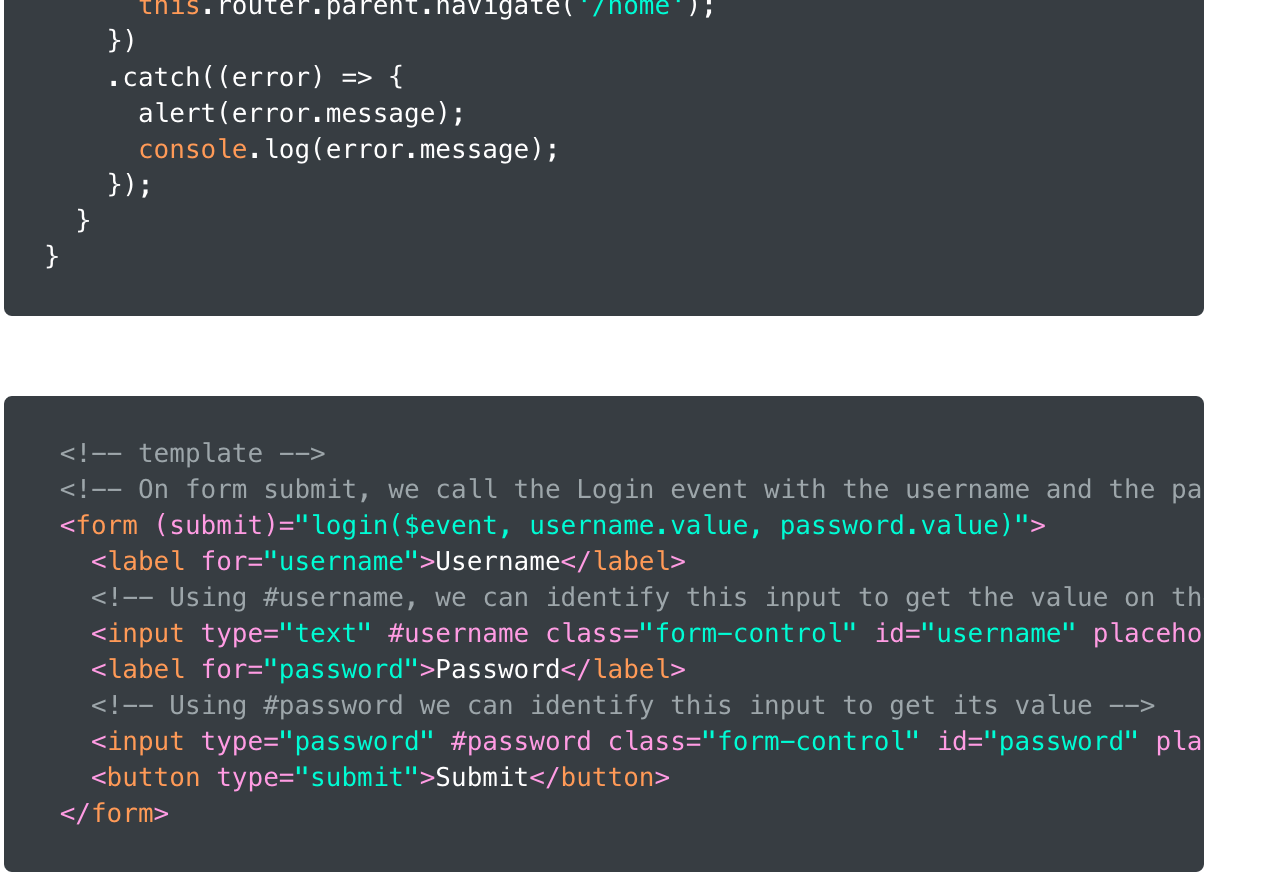 this.router.parent.navigate('/home');
    })
    .catch((error) => {
      alert(error.message);
      console.log(error.message);
    });
  }
}
<!-- template -->
<!-- On form submit, we call the Login event with the username and the pa
<form (submit)="login($event, username.value, password.value)">
  <label for="username">Username</label>
  <!-- Using #username, we can identify this input to get the value on th
  <input type="text" #username class="form-control" id="username" placeho
  <label for="password">Password</label>
  <!-- Using #password we can identify this input to get its value -->
  <input type="password" #password class="form-control" id="password" pla
  <button type="submit">Submit</button>
</form>